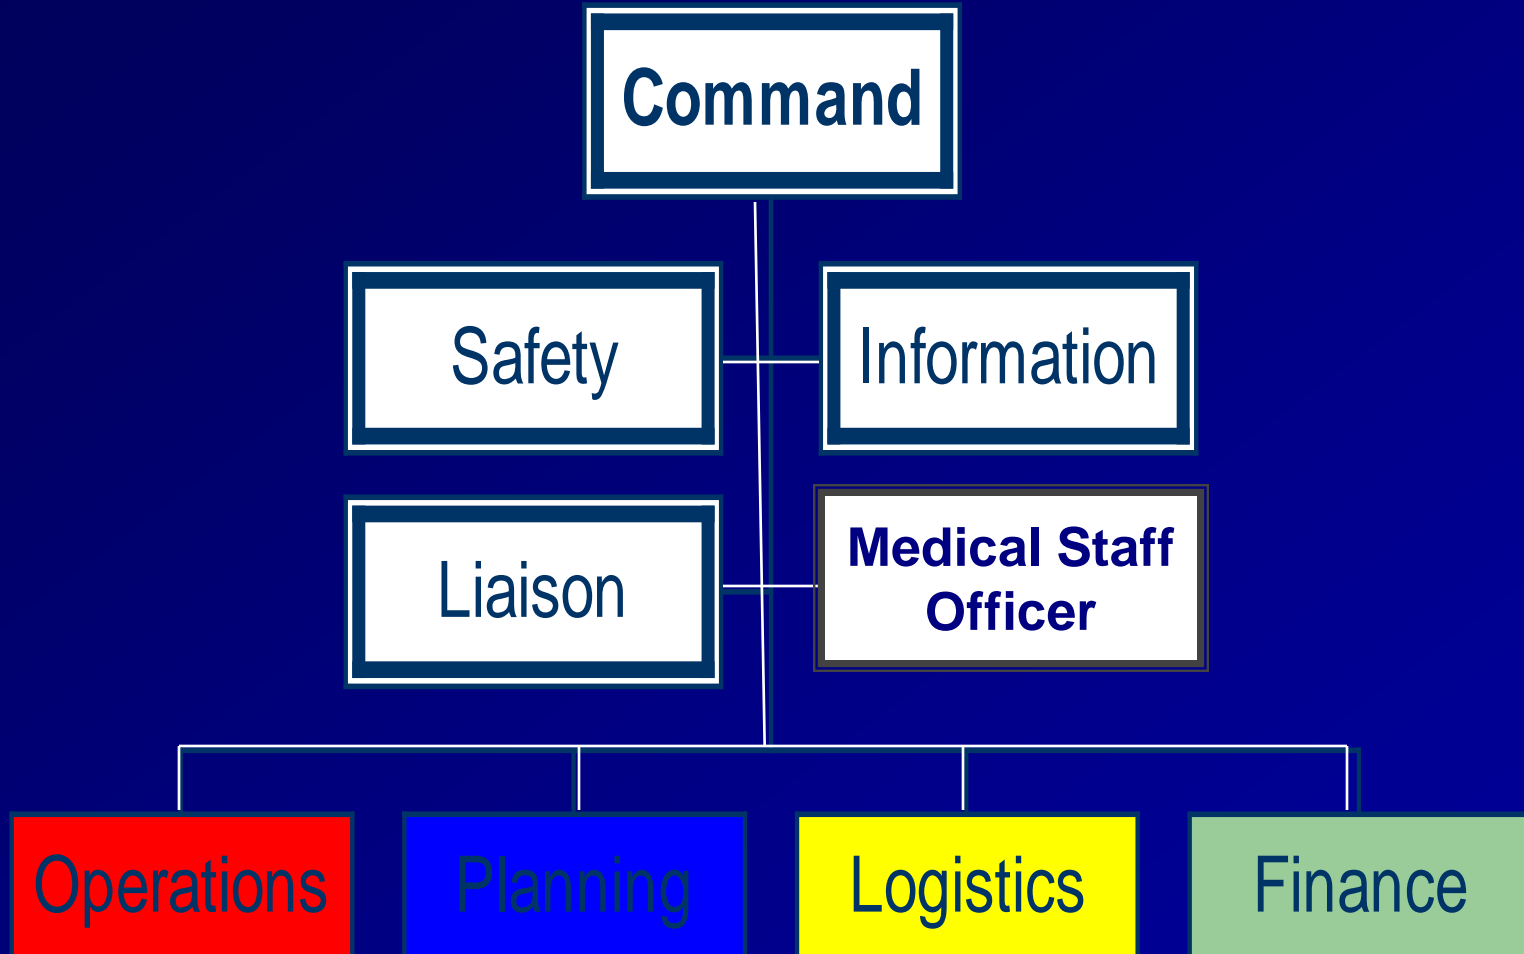 Command
Safety
Information
Liaison
Medical Staff
Officer
Operations
Planning
Logistics
Finance